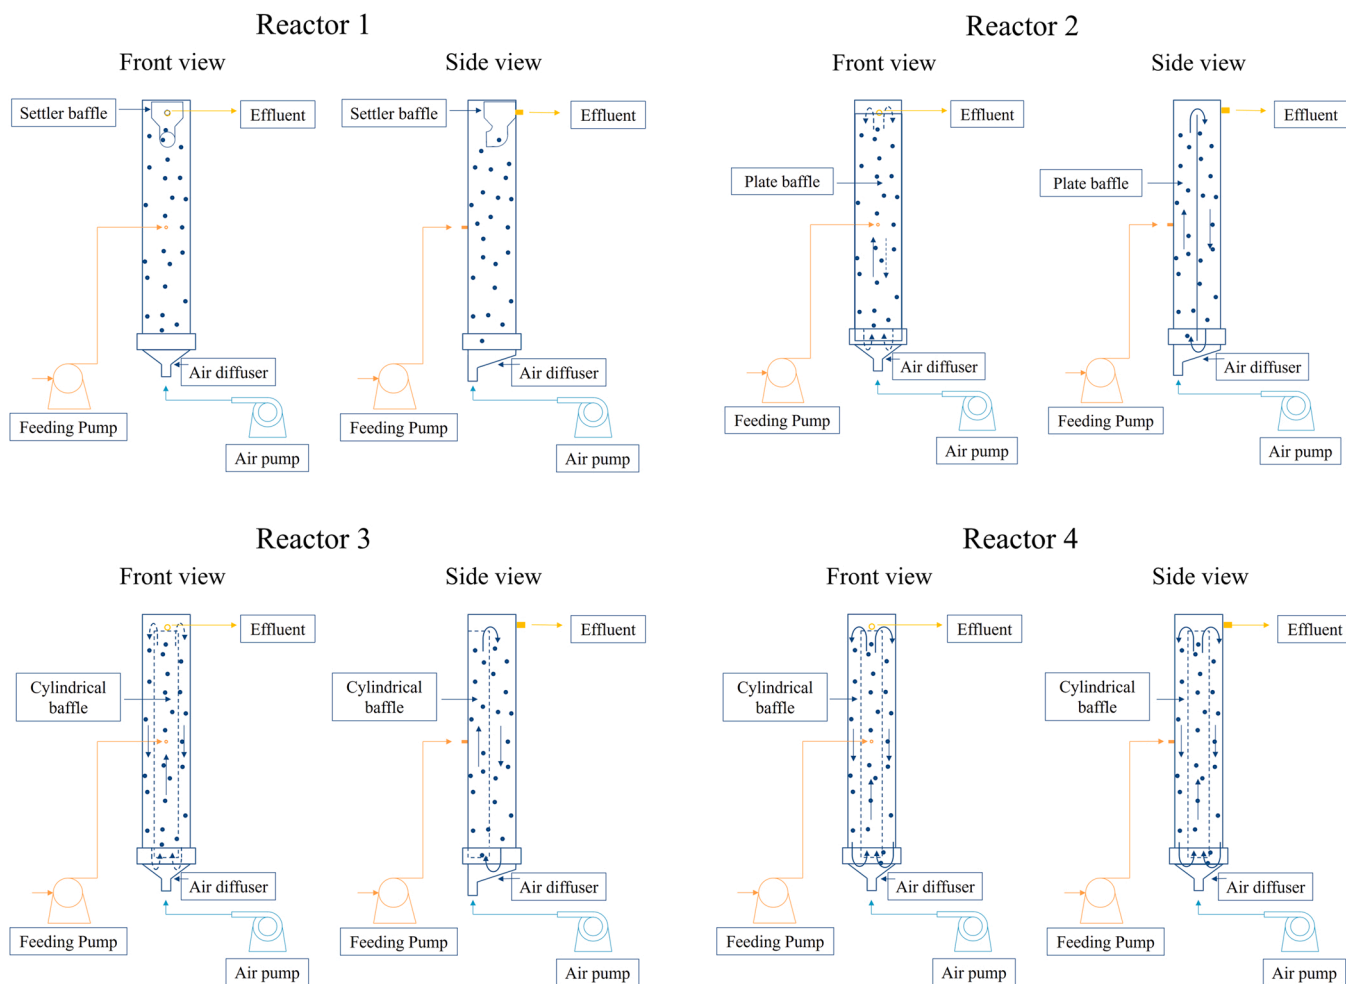 Reactor 1
Front view
Side view
Settler baffle
Effluent
Settler baffle
Effluent
Air diffuser
Air diffuser
Feeding Pump
Feeding Pump
Air pump
Air pump
Reactor 2
Front view
Side view
Effluent
Effluent
Plate baffle
Plate baffle
Air diffuser
Air diffuser
Feeding Pump
Feeding Pump
Air pump
Air pump
Reactor 3
Front view
Side view
Effluent
Effluent
Cylindrical
baffle
Cylindrical
baffle
Air diffuser
Air diffuser
Feeding Pump
Feeding Pump
Air pump
Air pump
Reactor 4
Front view
Side view
Effluent
Effluent
Cylindrical
baffle
Cylindrical
baffle
Air diffuser
Air diffuser
Feeding Pump
Feeding Pump
Air pump
Air pump